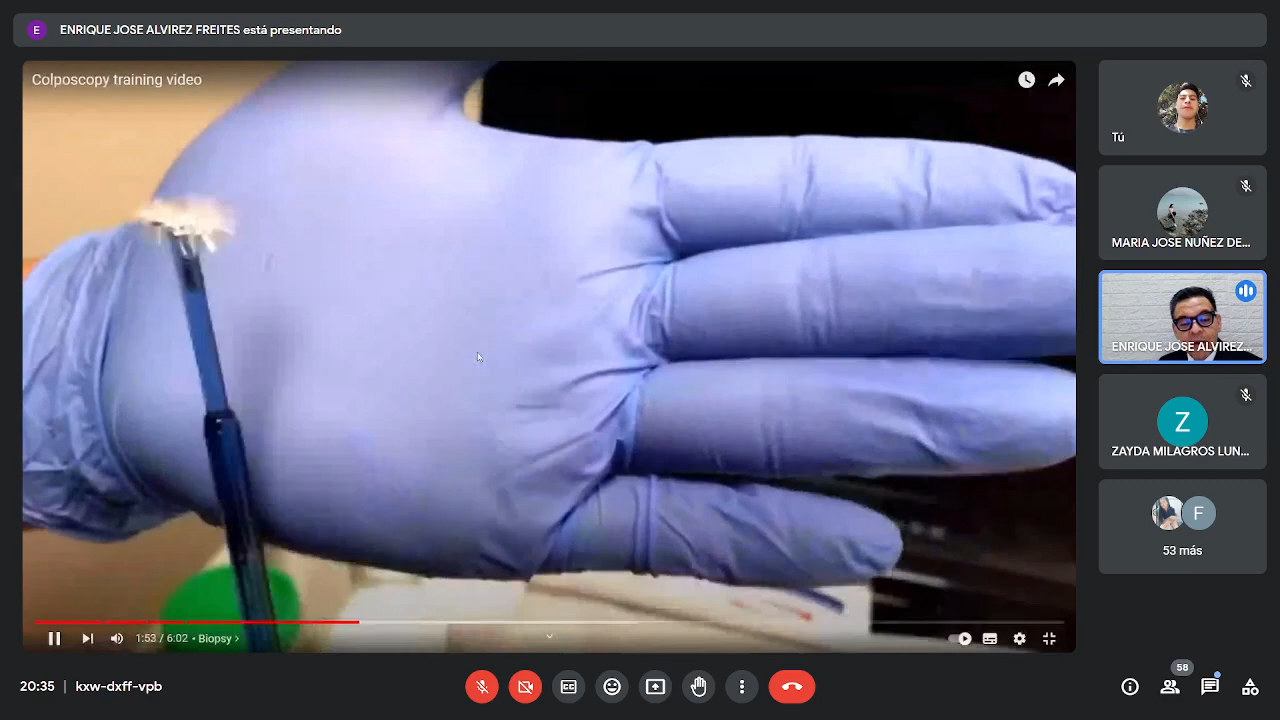 E ENRIQUE JOSE ALVIREZ FREITES está presentando
Colposcopy training video
Tú
MARIA JOSE NUÑEZ DE...
ENRIQUE JOSE ALVIREZ...
Z
ZAYDA MILAGROS LUN...
F
53 más
1:53 / 6:02 • Biopsy ›
20:35 | knw-dxff-vpb
58